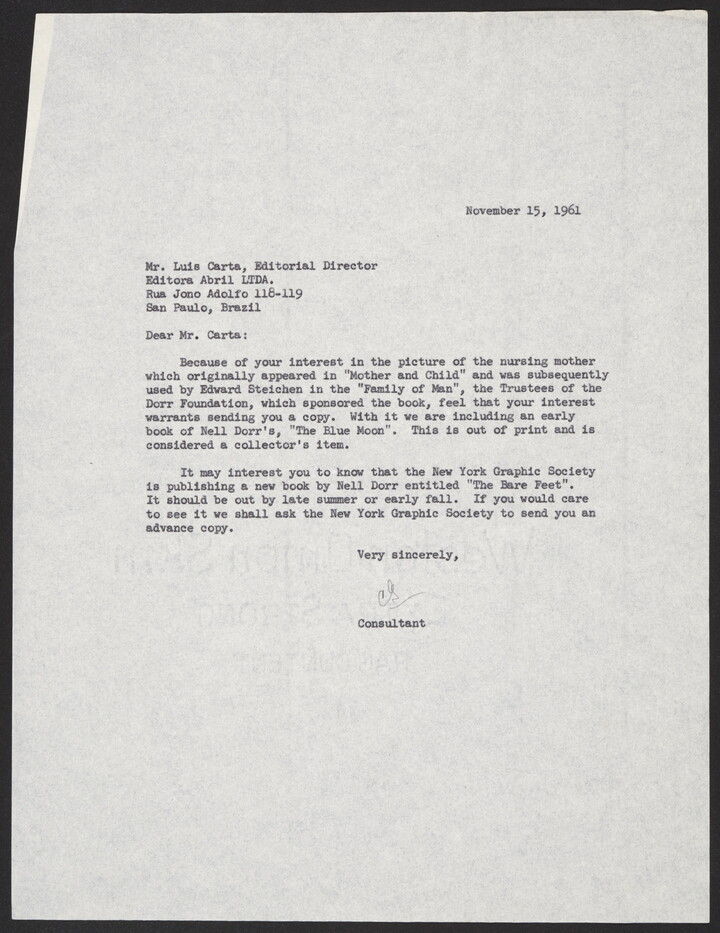 November 15, 1961
Mr. Luis Carta, Editorial Director
Editora Abril LTDA.
Rua Jono Adolfo 118-119
San Paulo, Brazil
Dear Mr. Carta:
Because of your interest in the picture of the nursing mother
which originally appeared in "Mother and Child" and was subsequently
used by Edward Steichen in the "Family of Man", the Trustees of the
Dorr Foundation, which sponsored the book, feel that your interest
warrants sending you a copy. With it we are including an early
book of Nell Dorr's, "The Blue Moon". This is out of print and is
considered a collector's item.
It may interest you to know that the New York Graphic Society
is publishing a new book by Nell Dorr entitled "The Bare Feet".
It should be out by late summer or early fall. If you would care
to see it we shall ask the New York Graphic Society to send you an
advance copy.
Very sincerely,
Consultant